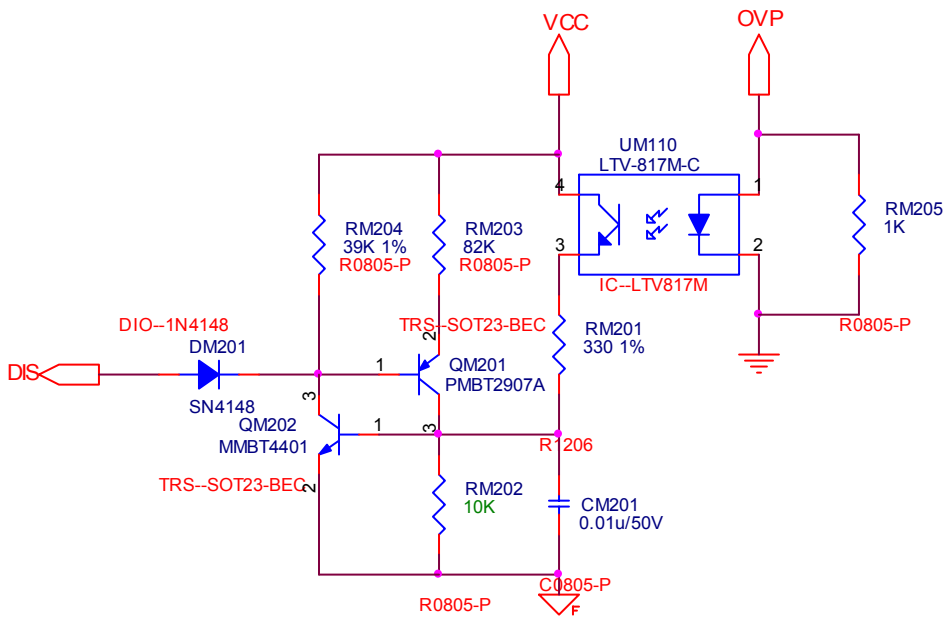 VCC
OVP
UM110
LTV-817M-C
4
1
3
2
IC--LTV817M
RM204
39K 1%
R0805-P
RM203
82K
R0805-P
RM205
1K
R0805-P
DIO--1N4148
DM201
SN4148
DIS
TRS--SOT23-BEC
2
1
QM201
PMBT2907A
3
RM201
330 1%
R1206
3
QM202
MMBT4401
1
TRS--SOT23-BEC
2
RM202
10K
R0805-P
CM201
0.01u/50V
C0805-P
F